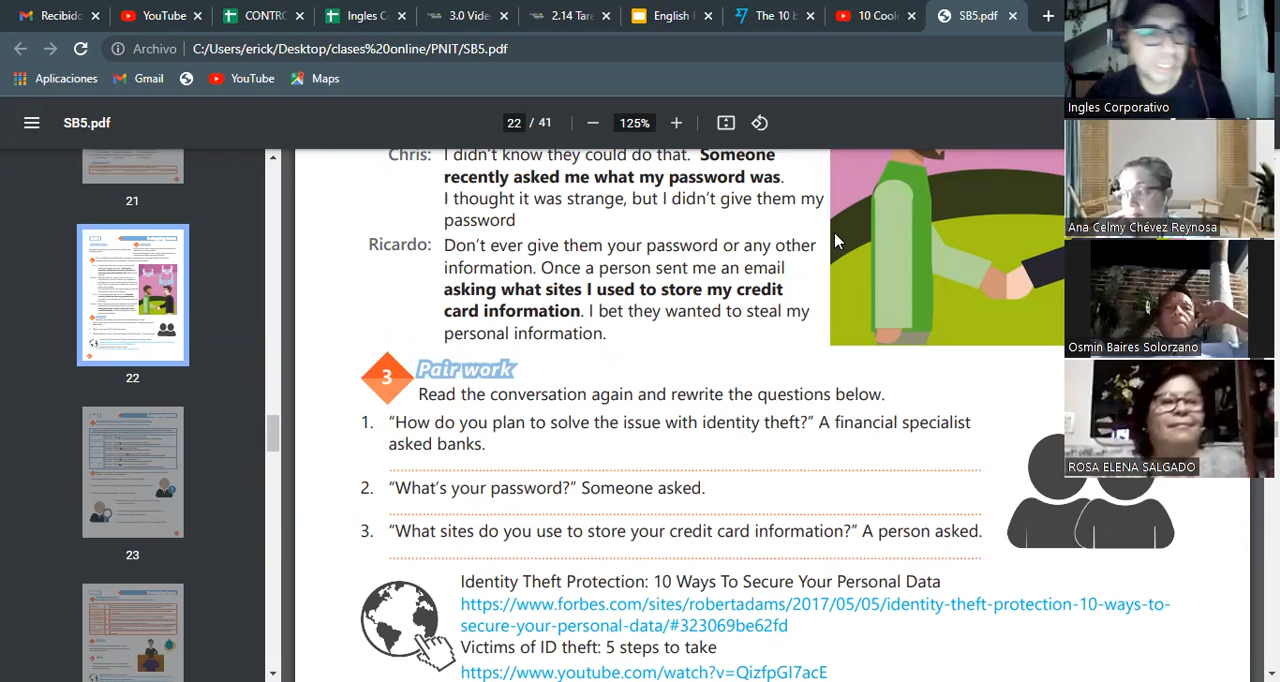 Recibido
YouTube
CONTRO
Ingles C
3.0 Vide
2.14 Tar
English
The 10 b
10 Cool
SB5.pdf
Archivo
C:/Users/erick/Desktop/clases%20online/PNIT/SB5.pdf
Aplicaciones
Gmail
YouTube
Maps
SB5.pdf
22 / 41
125%
21
22
23
Chris: I didn't know they could do that. Someone
recently asked me what my password was.
I thought it was strange, but I didn't give them my
password
Ricardo: Don't ever give them your password or any other
information. Once a person sent me an email
asking what sites I used to store my credit
card information. I bet they wanted to steal my
personal information.
3 Pair work
Read the conversation again and rewrite the questions below.
1. "How do you plan to solve the issue with identity theft?" A financial specialist
asked banks.
2. "What's your password?" Someone asked.
3. "What sites do you use to store your credit card information?" A person asked.
Identity Theft Protection: 10 Ways To Secure Your Personal Data
https://www.forbes.com/sites/robertadams/2017/05/05/identity-theft-protection-10-ways-to-
secure-your-personal-data/#323069be62fd
Victims of ID theft: 5 steps to take
https://www.youtube.com/watch?v=QizfpGI7acE
Ingles Corporativo
Ana Celmy Chévez Reynosa
Osmin Baires Solorzano
ROSA ELENA SALGADO